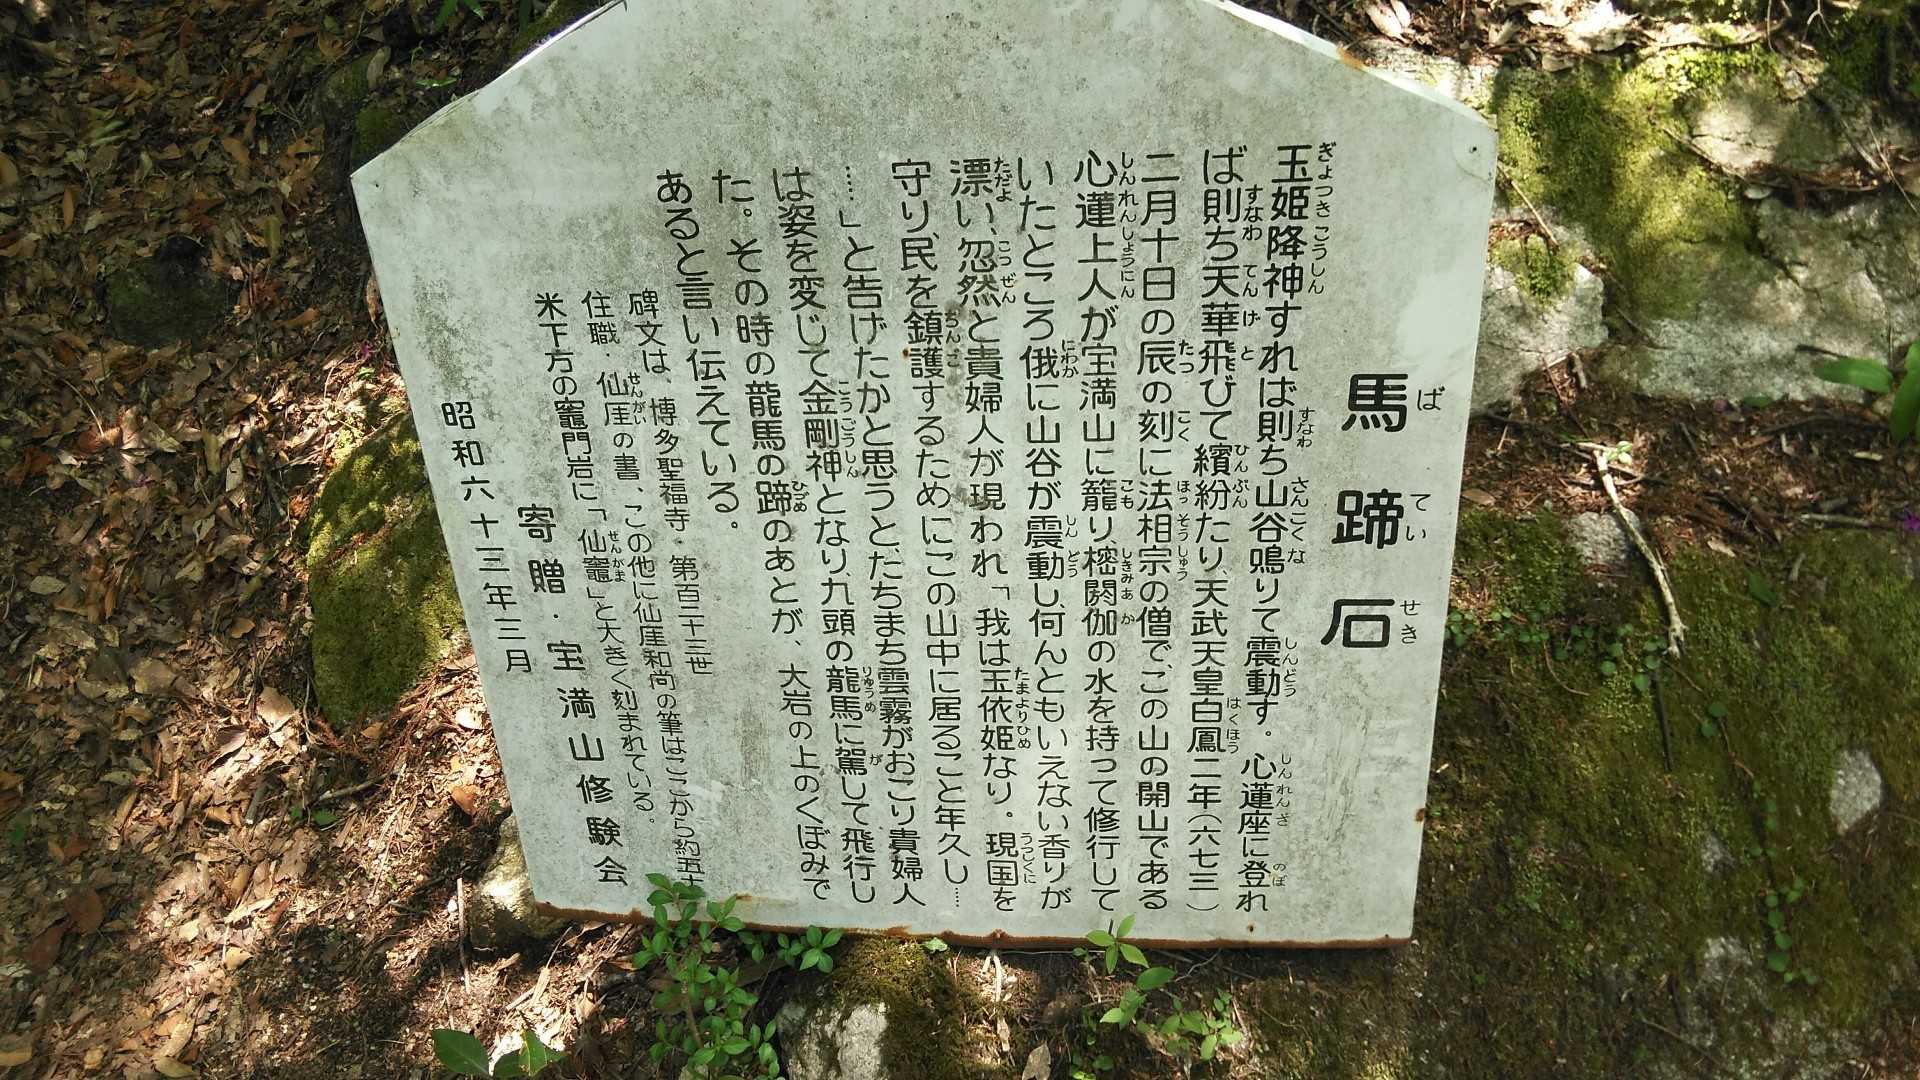 馬蹄石
玉姫降神すれば則ち山谷鳴りて震動す。心蓮座に登れ
ば則ち天華飛びて繽紛たり、天武天皇白鳳二年(六七三)
二月十日の辰の刻に法相宗の僧で、この山の開山である
心蓮上人が宝満山に籠り、樒閼伽の水を持って修行して
いたところ俄に山谷が震動し、何んともいえない香りが
漂い、忽然と貴婦人が現われ「我は玉依姫なり。現国を
守り、民を鎮護するためにこの山中に居ること年久し……
……」と告げたかと思うと、たちまち雲霧がおこり貴婦人
は姿を変じて金剛神となり、九頭の龍馬に駕して飛行し
た。その時の龍馬の蹄のあとが、大岩の上のくぼみで
あると言い伝えている。
碑文は、博多聖福寺・第百二十三世
住職・仙厓の書、この他に仙厓和尚の筆はここから約五十
米下方の竈門岩に「仙竈」と大きく刻まれている。
寄贈・宝満山修験会
昭和六十三年三月